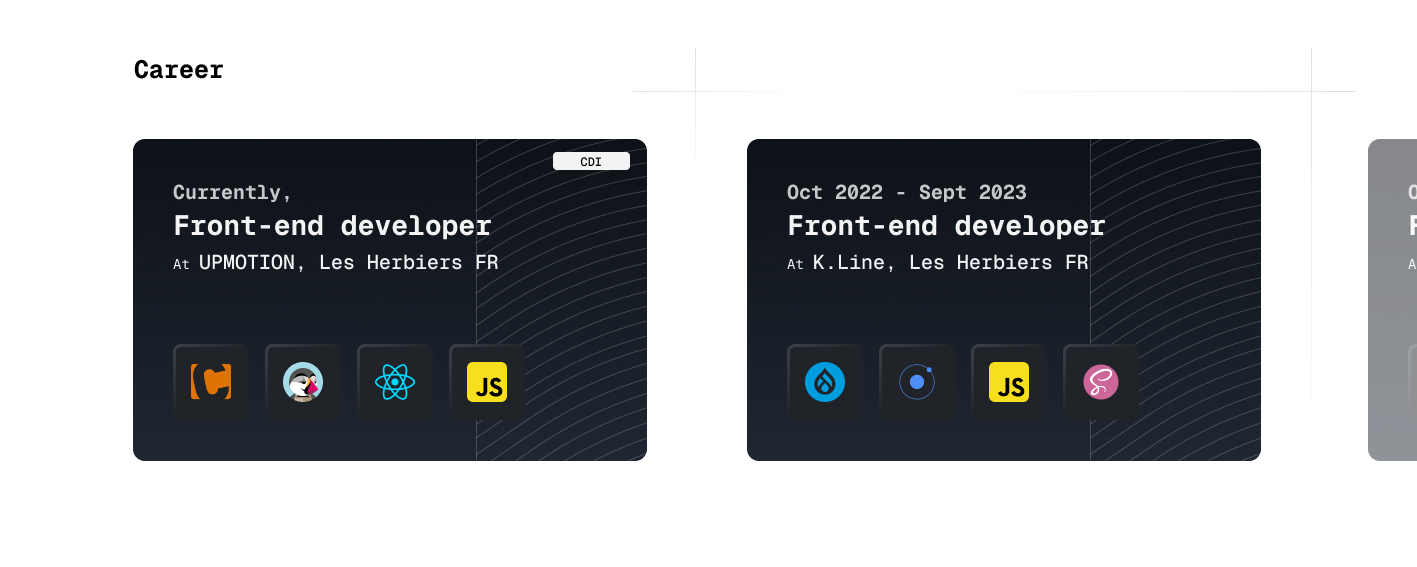 Career
CDI
Currently,
Front-end developer
At UPMOTION, Les Herbiers FR
JS
Oct 2022 - Sept 2023
Front-end developer
At K.Line, Les Herbiers FR
JS